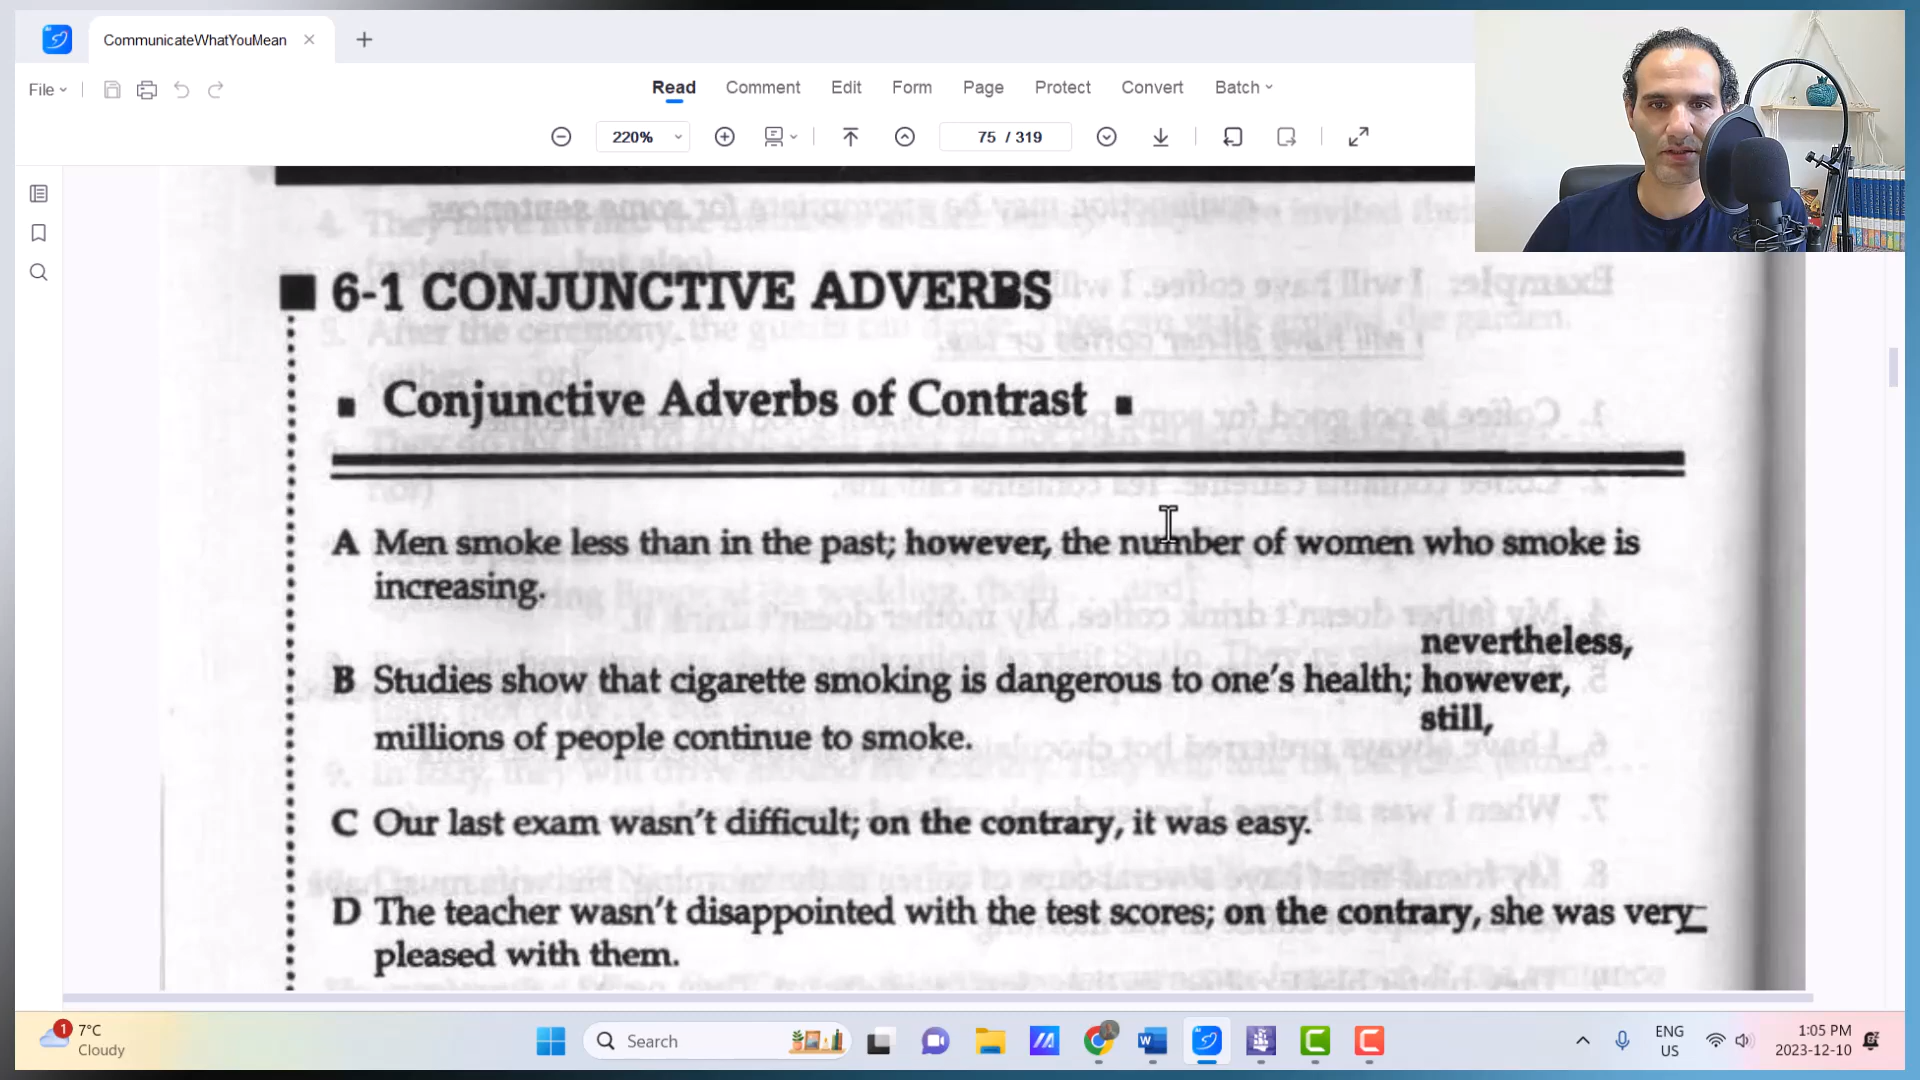 CommunicateWhatYouMean
File
Read Comment Edit Form Page Protect Convert Batch
220%
75 / 319
6-1 CONJUNCTIVE ADVERBS
Conjunctive Adverbs of Contrast
A Men smoke less than in the past; however, the number of women who smoke is
increasing.
nevertheless,
B Studies show that cigarette smoking is dangerous to one's health; however,
still,
millions of people continue to smoke.
C Our last exam wasn't difficult; on the contrary, it was easy.
D The teacher wasn't disappointed with the test scores; on the contrary, she was very
pleased with them.
1
7°C
Cloudy
Search
ENG
US
1:05 PM
2023-12-10